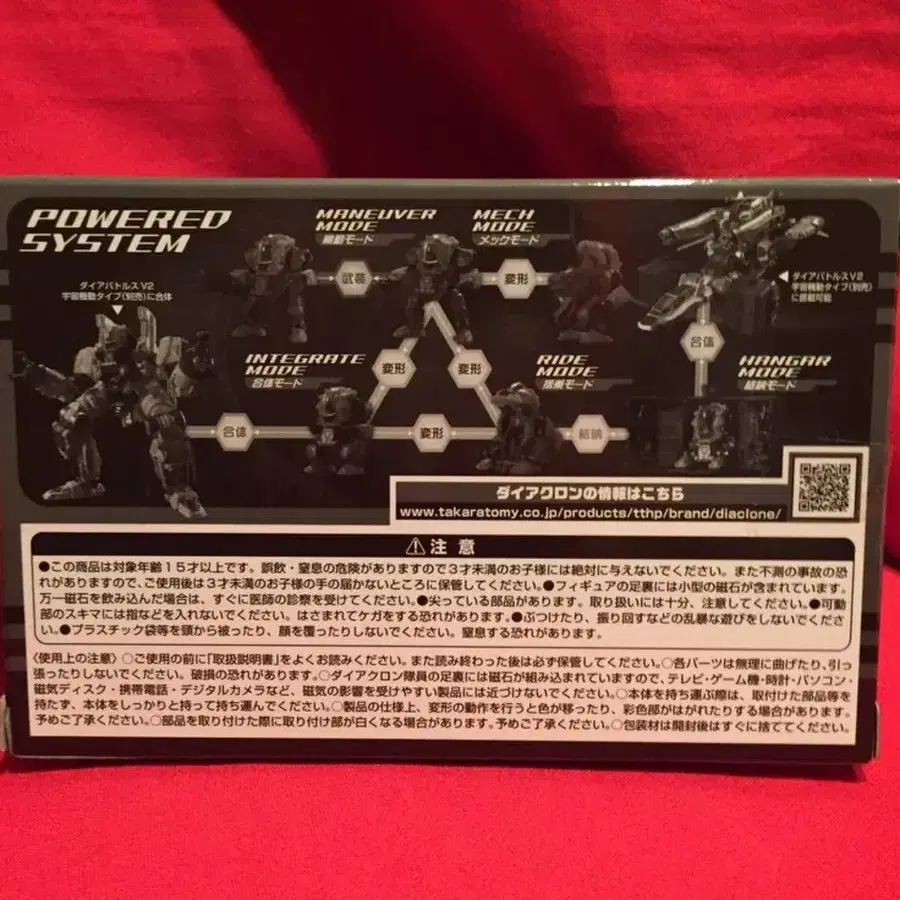 POWERED
SYSTEM
MANEUVER
MODE
機動モード
MECH
MODE
メックモード
ダイアバトルスV2
宇宙機動タイプ(別売)に合体
武装
変形
ダイアバトルスV2
宇宙機動タイプ(別売)
に搭載可能
合体
INTEGRATE
MODE
合体モード
変形
変形
RIDE
MODE
搭乗モード
HANGAR
MODE
格納モード
合体
変形
格納
ダイアクロンの情報はこちら
www.takaratomy.co.jp/products/tthp/brand/diaclone/
⚠注意
●この商品は対象年齢15才以上です。誤飲・窒息の危険がありますので3才未満のお子様には絶対に与えないでください。また不測の事故の恐
れがありますので、ご使用後は3才未満のお子様の手の届かないところに保管してください。●フィギュアの足裏には小型の磁石が含まれています。
万一磁石を飲み込んだ場合は、すぐに医師の診察を受けてください。●尖っている部品があります。取り扱いには十分、注意してください。●可動
部のスキマには指などを入れないでください。はさまれてケガをする恐れがあります。●ぶつけたり、振り回すなどの乱暴な遊びをしないでくださ
い。●プラスチック袋等を頭から被ったり、顔を覆ったりしないでください。窒息する恐れがあります。
〈使用上の注意〉○ご使用の前に「取扱説明書」をよくお読みください。また読み終わった後は必ず保管してください。○各パーツは無理に曲げたり、引っ
張ったりしないでください。破損の恐れがあります。○ダイアクロン隊員の足裏には磁石が組み込まれていますので、テレビ・ゲーム機・時計・パソコン・
磁気ディスク・携帯電話・デジタルカメラなど、磁気の影響を受けやすい製品には近づけないでください。○本体を持ち運ぶ際は、取付けた部品等を
持たず、本体をしっかりと持って持ち運んでください。○製品の仕様上、変形の動作を行うと色が移ったり、彩色部がはがれたりする場合があります。
予めご了承ください。○部品を取り付けた際に取り付け部が白くなる場合があります。予めご了承ください。○包装材は開封後はすぐに捨ててください。